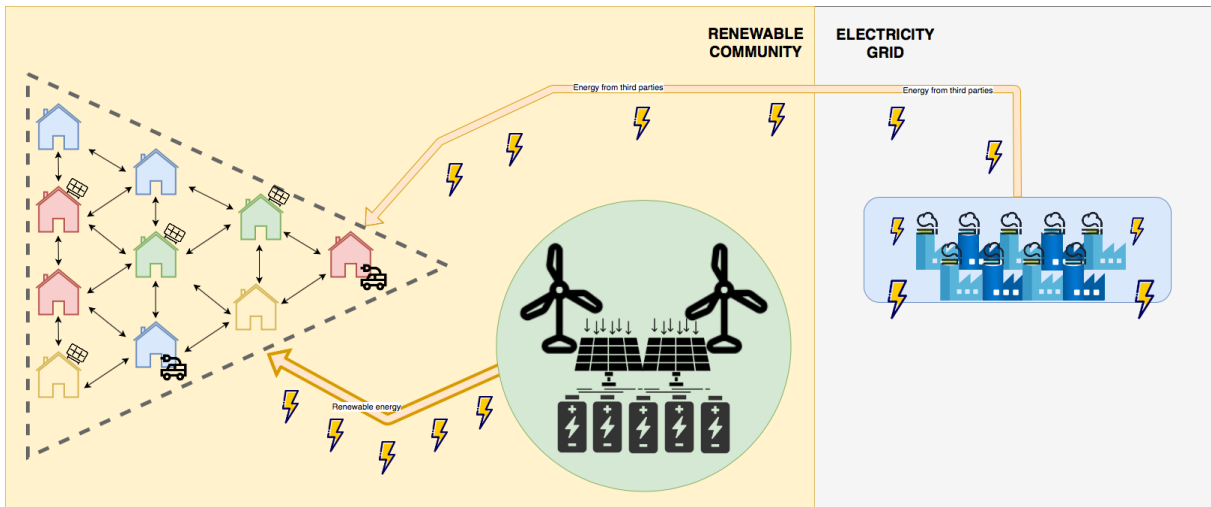 RENEWABLE
COMMUNITY
ELECTRICITY
GRID
Energy from third parties
Energy from third parties
Renewable energy